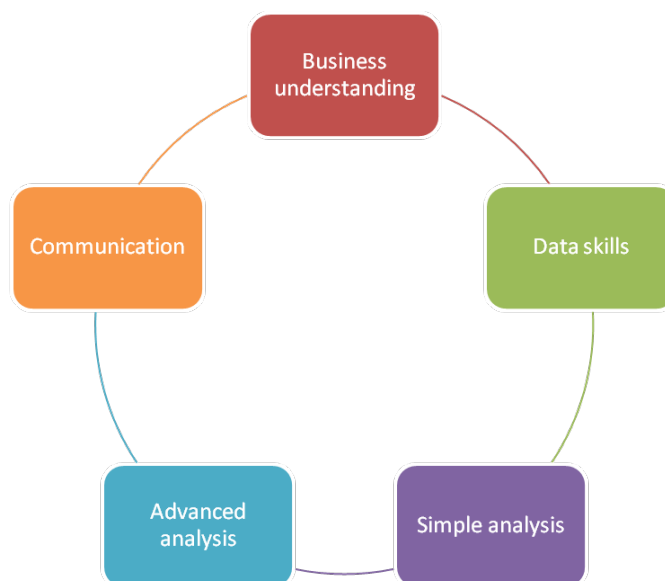 Business
understanding
Data skills
Simple analysis
Advanced
analysis
Communication